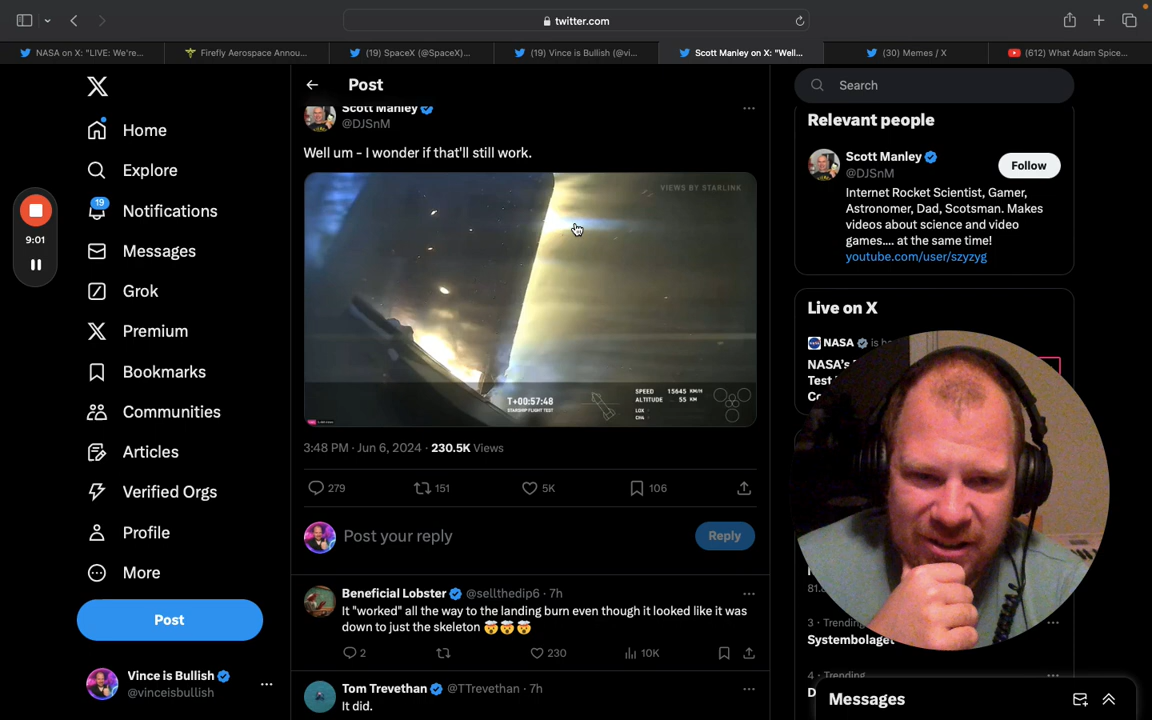 twitter.com
NASA on X: "LIVE: We're...
Firefly Aerospace Annou...
(19) SpaceX (@SpaceX)...
(19) Vince is Bullish (@vi...
Scott Manley on X: "Well...
(30) Memes / X
(612) What Adam Spice...
9:01
Home
Explore
19
Notifications
Messages
Grok
Premium
Bookmarks
Communities
Articles
Verified Orgs
Profile
More
Post
Vince is Bullish
@vinceisbullish
Post
Scott Manley
@DJSnM
Well um - I wonder if that'll still work.
VIEWS BY STARLINK
T+00:57:48
STARSHIP FLIGHT TEST
SPEED 15645 KM/H
ALTITUDE 55 KM
LOX
CH4
3:48 PM · Jun 6, 2024 · 230.5K Views
279
151
5K
106
Post your reply
Reply
Beneficial Lobster @sellthedip6 · 7h
It "worked" all the way to the landing burn even though it looked like it was
down to just the skeleton 🤯🤯🤯
2
230
10K
Tom Trevethan @TTrevethan · 7h
It did.
Search
Relevant people
Scott Manley
@DJSnM
Follow
Internet Rocket Scientist, Gamer,
Astronomer, Dad, Scotsman. Makes
videos about science and video
games.... at the same time!
youtube.com/user/szyzyg
Live on X
NASA is
NASA's
Test
3 · Trending
Systembolaget
4 · Trending
Messages